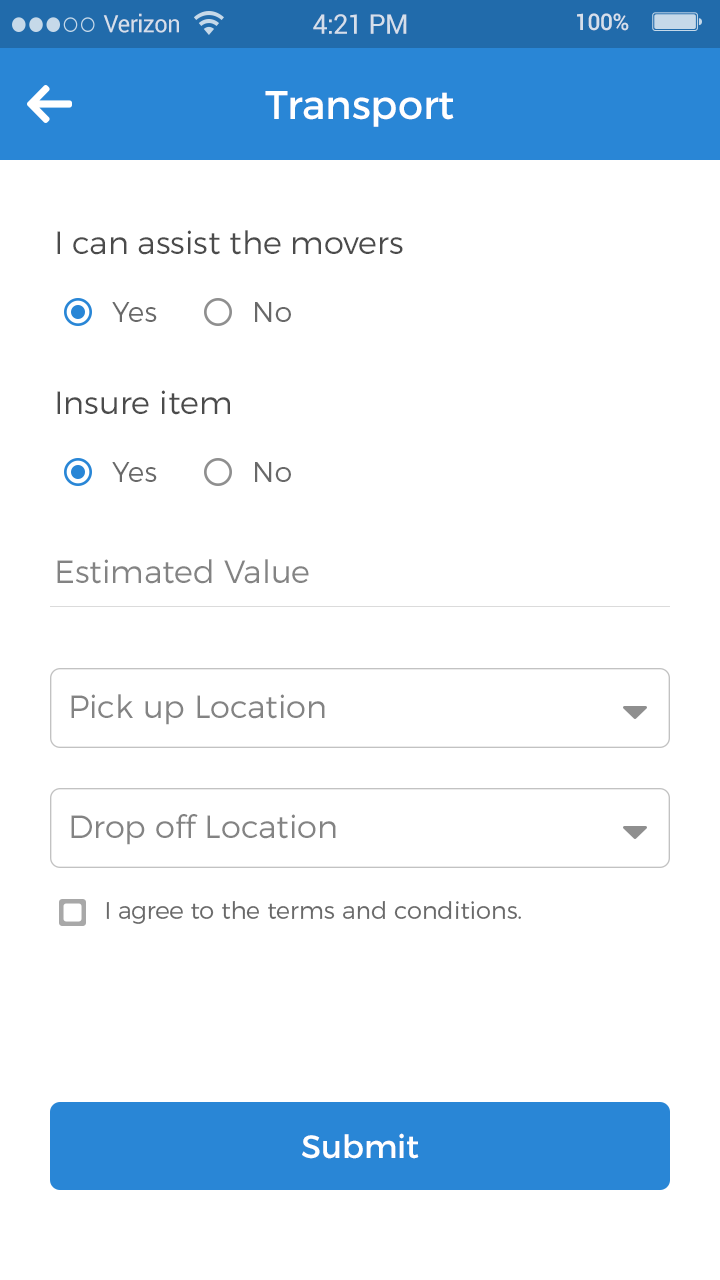 Verizon 4:21 PM 100%
Transport
I can assist the movers
Yes No
Insure item
Yes No
Estimated Value
Pick up Location
Drop off Location
I agree to the terms and conditions.
Submit